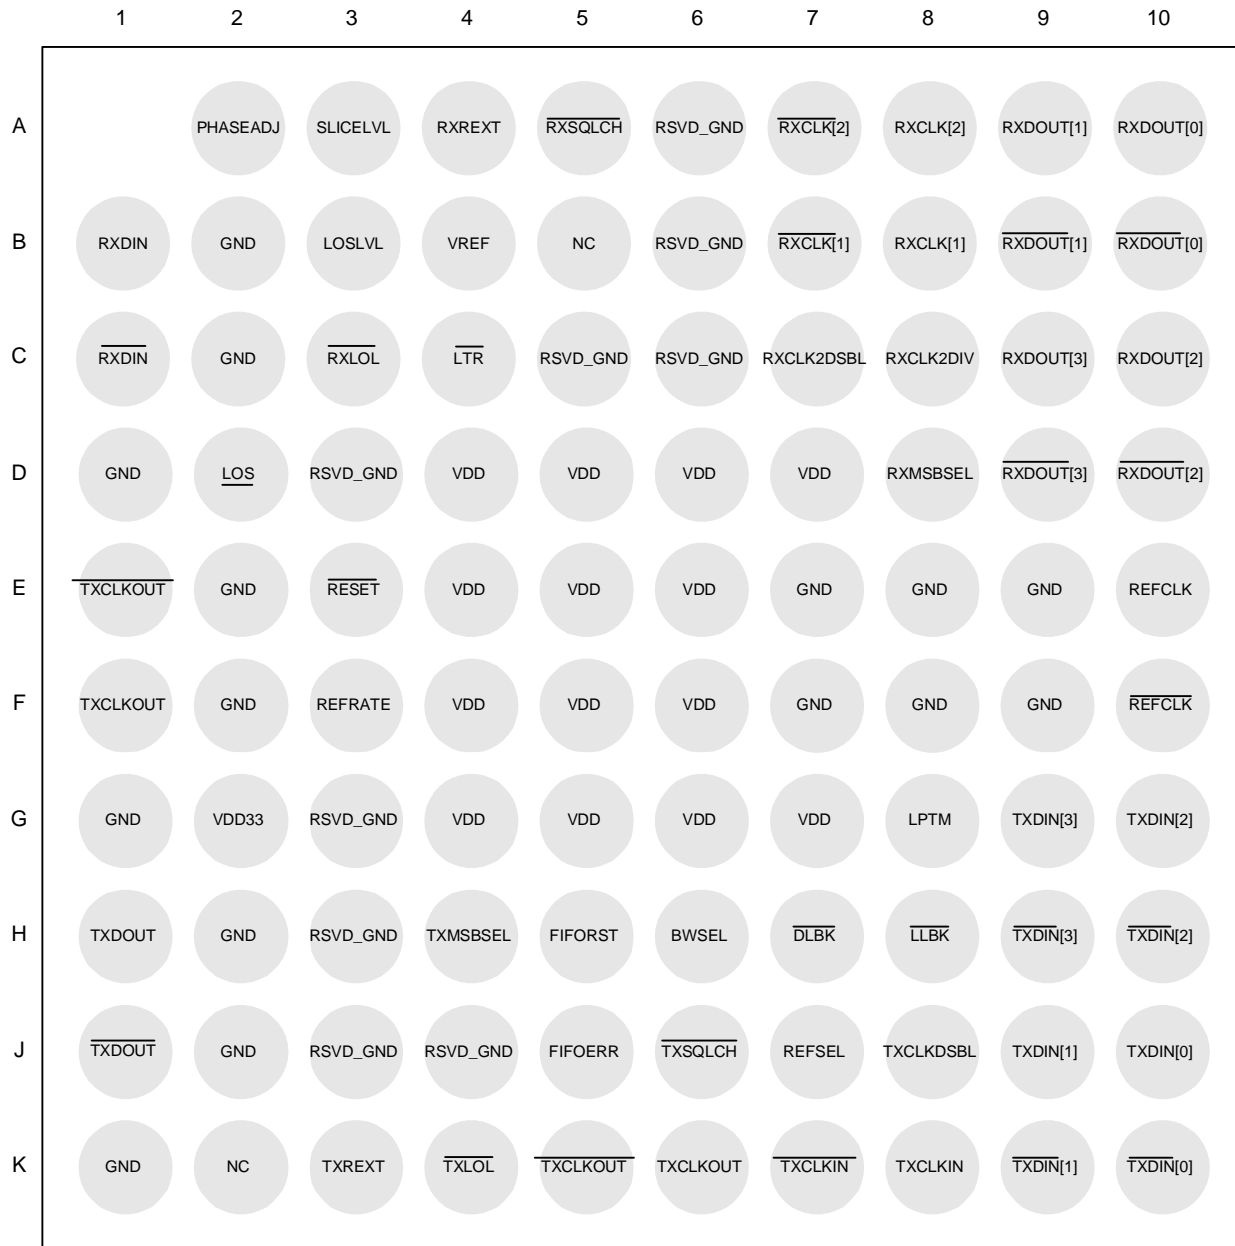 1 2 3 4 5 6 7 8 9 10
A PHASEADJ SLICELVL RXREXT RXSQLCH RSVD_GND RXCLK[2] RXCLK[2] RXDOUT[1] RXDOUT[0]
B RXDIN GND LOSLVL VREF NC RSVD_GND RXCLK[1] RXCLK[1] RXDOUT[1] RXDOUT[0]
C RXDIN GND RXLOL LTR RSVD_GND RSVD_GND RXCLK2DSBL RXCLK2DIV RXDOUT[3] RXDOUT[2]
D GND LOS RSVD_GND VDD VDD VDD VDD RXMSBSEL RXDOUT[3] RXDOUT[2]
E TXCLKOUT GND RESET VDD VDD VDD GND GND GND REFCLK
F TXCLKOUT GND REFRATE VDD VDD VDD GND GND GND REFCLK
G GND VDD33 RSVD_GND VDD VDD VDD VDD LPTM TXDIN[3] TXDIN[2]
H TXDOUT GND RSVD_GND TXMSBSEL FIFORST BWSEL DLBK LLBK TXDIN[3] TXDIN[2]
J TXDOUT GND RSVD_GND RSVD_GND FIFOERR TXSQLCH REFSEL TXCLKDSBL TXDIN[1] TXDIN[0]
K GND NC TXREXT TXLOL TXCLKOUT TXCLKOUT TXCLKIN TXCLKIN TXDIN[1] TXDIN[0]